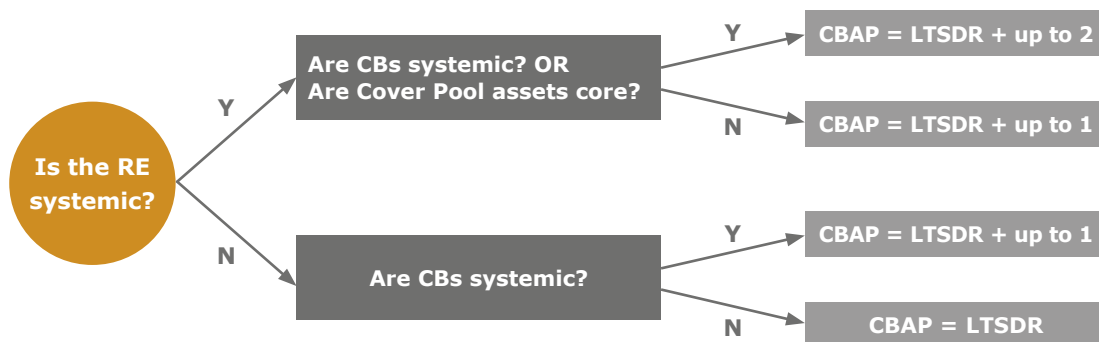 Is the RE
systemic?
Y
N
Are CBs systemic? OR
Are Cover Pool assets core?
Y
CBAP = LTSDR + up to 2
N
CBAP = LTSDR + up to 1
Are CBs systemic?
Y
CBAP = LTSDR + up to 1
N
CBAP = LTSDR